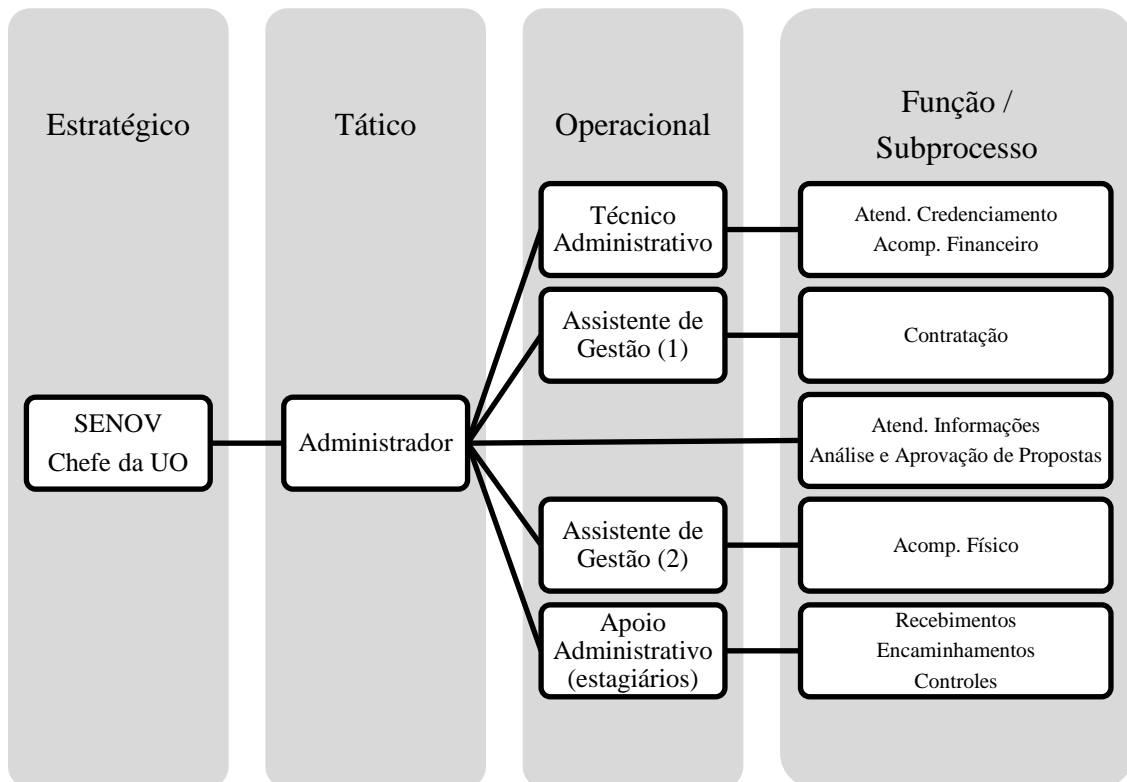 Estratégico
Tático
Operacional
Função /
Subprocesso
Técnico
Administrativo
Atend. Credenciamento
Acomp. Financeiro
Assistente de
Gestão (1)
Contratação
SENOV
Chefe da UO
Administrador
Atend. Informações
Análise e Aprovação de Propostas
Assistente de
Gestão (2)
Acomp. Físico
Apoio
Administrativo
(estagiários)
Recebimentos
Encaminhamentos
Controles